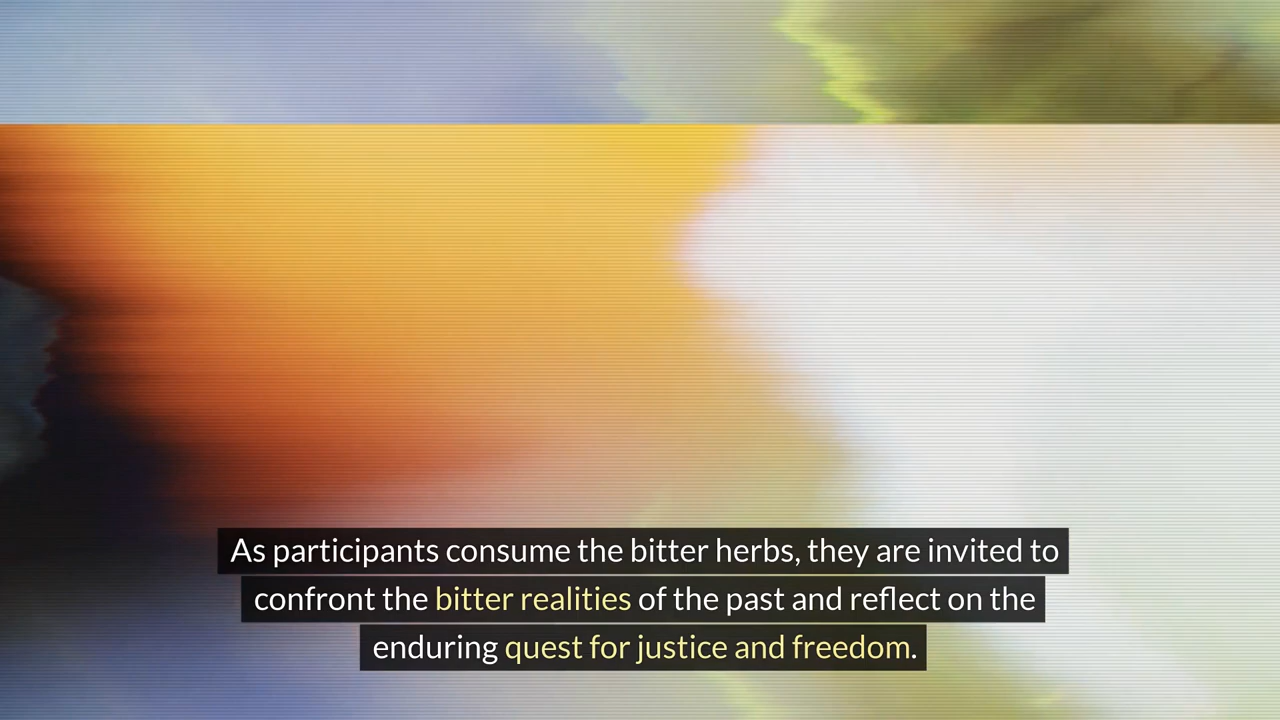 As participants consume the bitter herbs, they are invited to
confront the bitter realities of the past and reflect on the
enduring quest for justice and freedom.